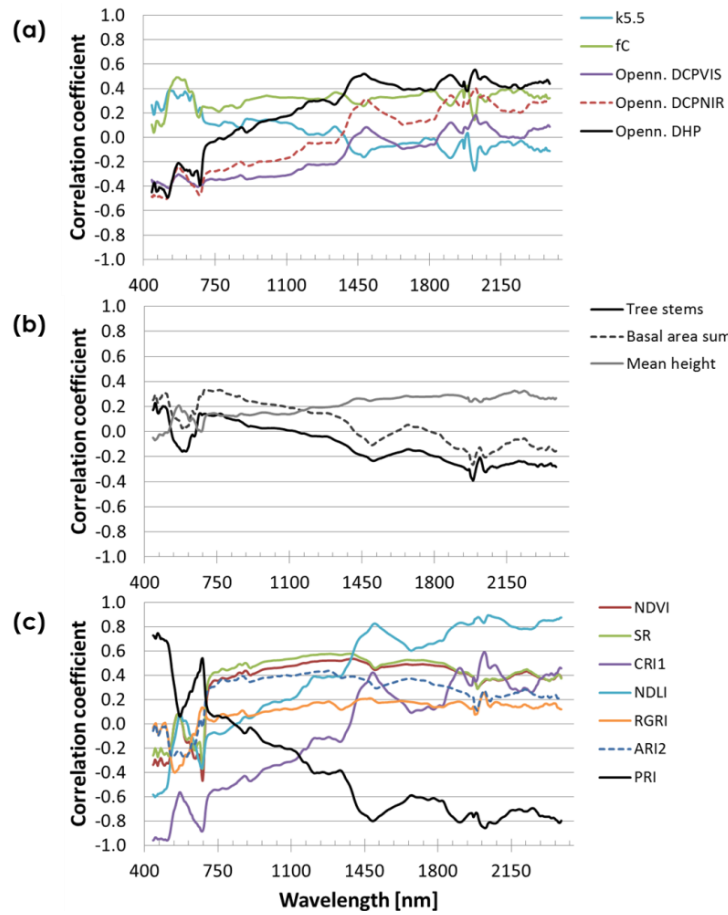 (a)
Correlation coefficient
1.0
0.8
0.6
0.4
0.2
0.0
-0.2
-0.4
-0.6
-0.8
-1.0
400 750 1100 1450 1800 2150
k5.5
fC
Openn. DCPVIS
Openn. DCPNIR
Openn. DHP
(b)
Correlation coefficient
1.0
0.8
0.6
0.4
0.2
0.0
-0.2
-0.4
-0.6
-0.8
-1.0
400 750 1100 1450 1800 2150
Tree stems
Basal area sum
Mean height
(c)
Correlation coefficient
1.0
0.8
0.6
0.4
0.2
0.0
-0.2
-0.4
-0.6
-0.8
-1.0
400 750 1100 1450 1800 2150
Wavelength [nm]
NDVI
SR
CRI1
NDLI
RGRI
ARI2
PRI